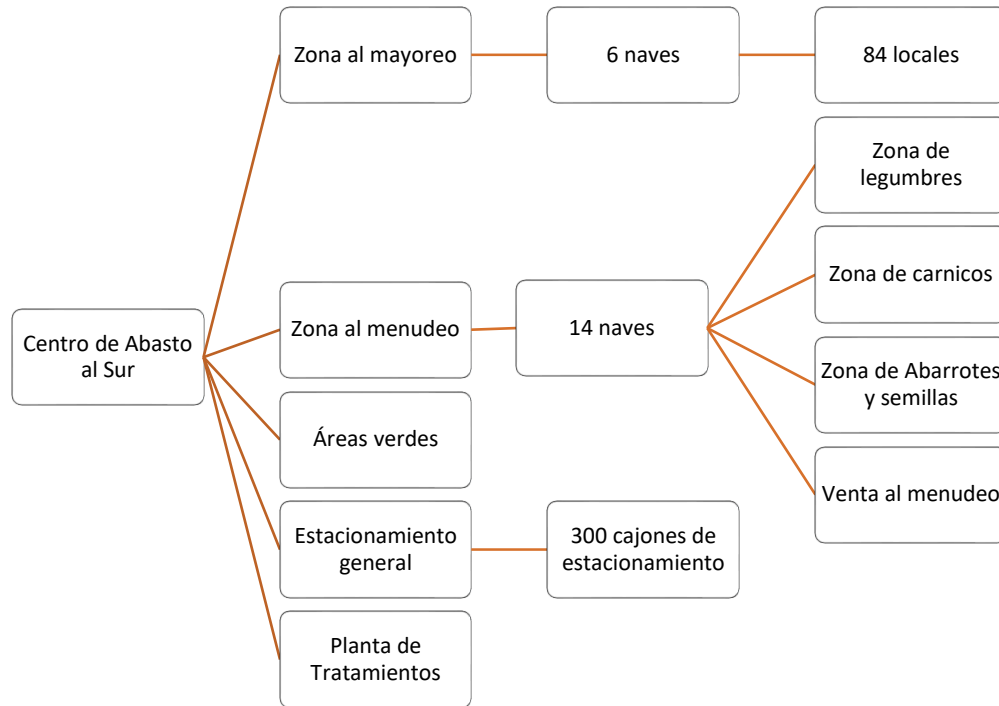 Centro de Abasto
al Sur
Zona al mayoreo
6 naves
84 locales
Zona al menudeo
14 naves
Zona de
legumbres
Zona de carnicos
Zona de Abarrotes
y semillas
Venta al menudeo
Áreas verdes
Estacionamiento
general
300 cajones de
estacionamiento
Planta de
Tratamientos